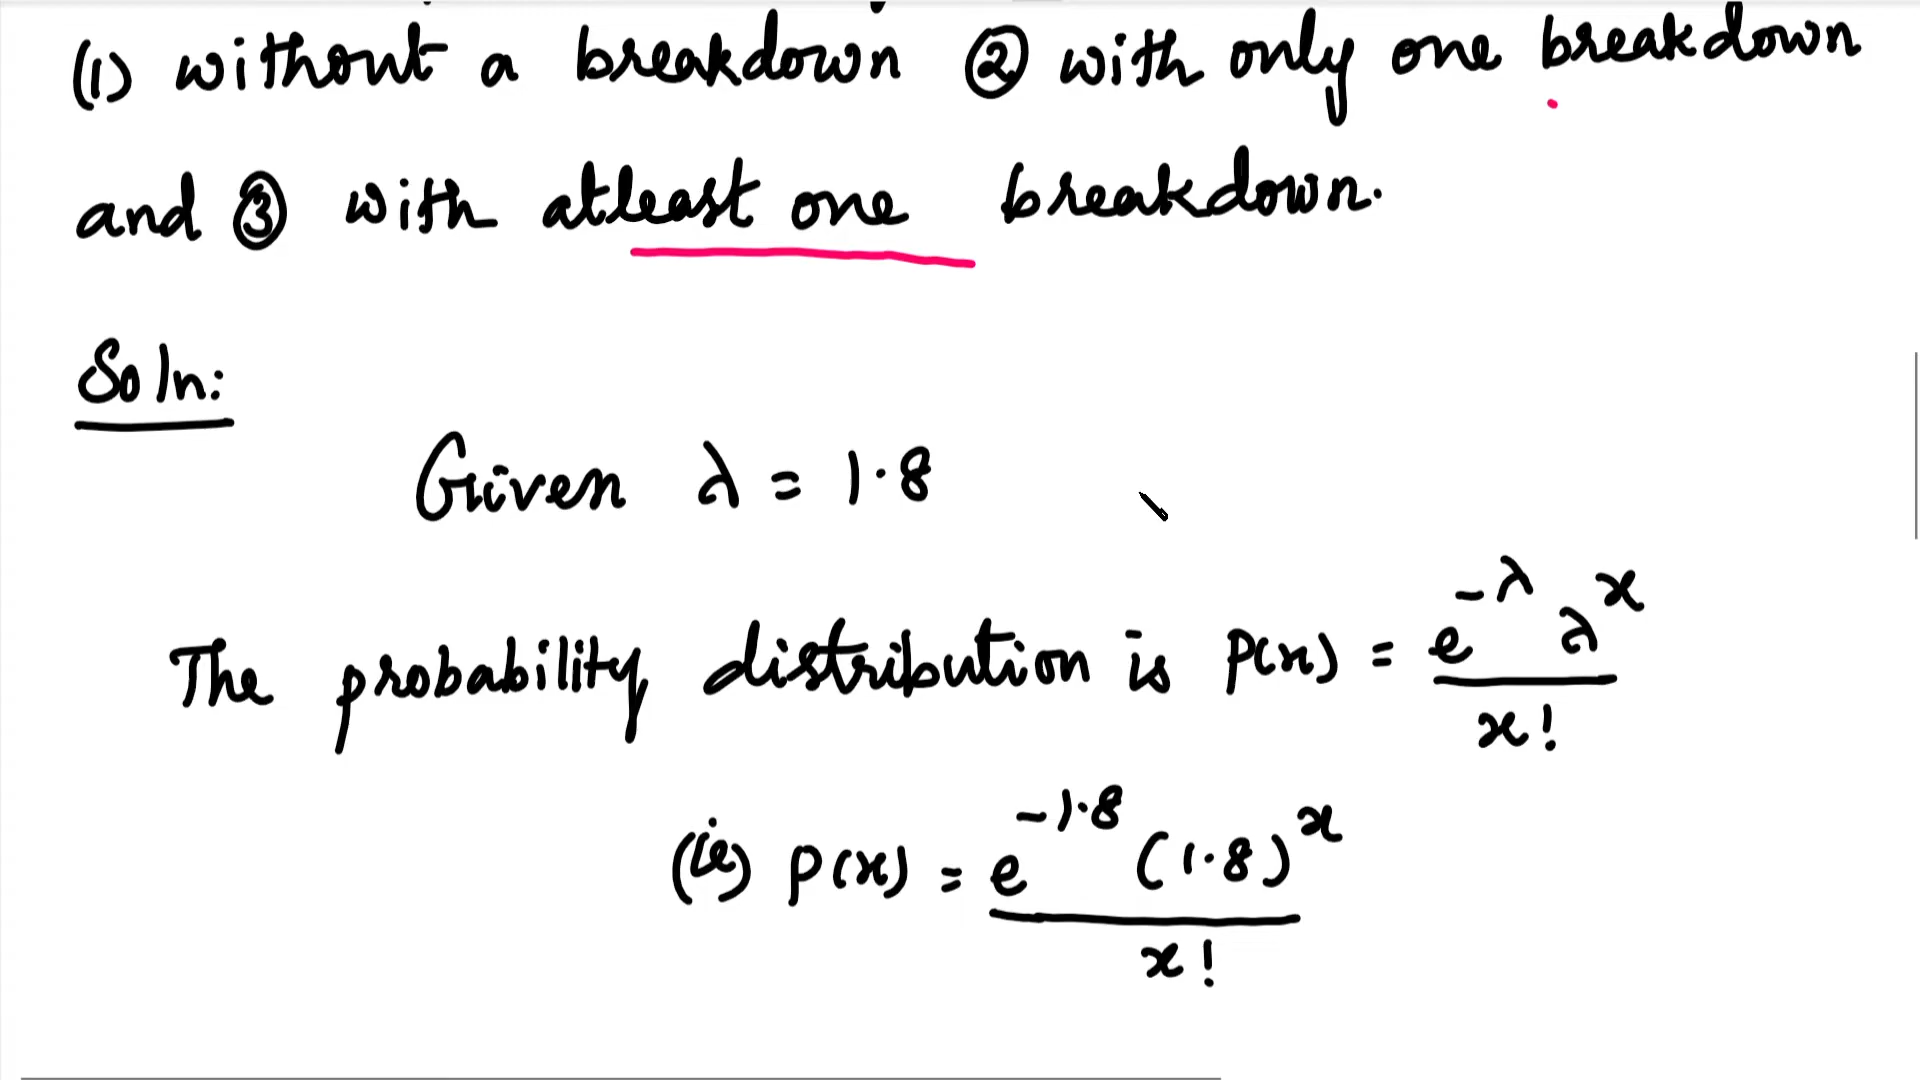 (1) without a breakdown ② with only one breakdown
and ③ with atleast one breakdown.
Soln:
Given λ = 1.8
The probability distribution is P(x) = e^-λ λ^x / x!
(ie) P(x) = e^-1.8 (1.8)^x / x!